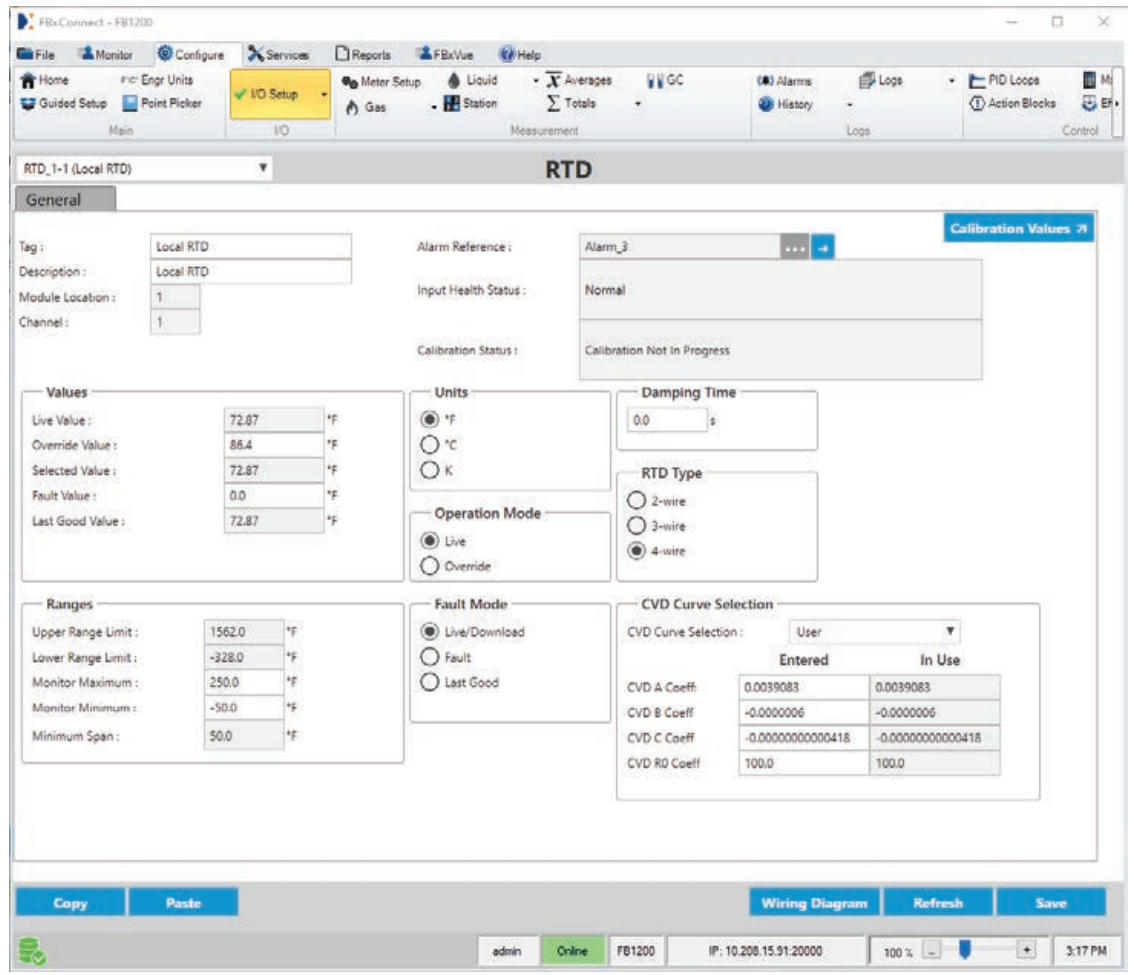 FBxConnect - FB1200
File Monitor Configure Services Reports FBxVue Help
Home Engr Units I/O Setup Meter Setup Liquid Averages GC Alarms Logs PID Loops
Guided Setup Point Picker Gas Station Totals History Action Blocks
Main I/O Measurement Logs Control
RTD_1-1 (Local RTD) RTD
General
Calibration Values
Tag : Local RTD Alarm Reference : Alarm_3 ...
Description : Local RTD
Module Location : 1 Input Health Status : Normal
Channel : 1
Calibration Status : Calibration Not In Progress
Values Units Damping Time
Live Value : 72.87 °F °F 0.0 s
Override Value : 86.4 °F °C
Selected Value : 72.87 °F K RTD Type
Fault Value : 0.0 °F 2-wire
Last Good Value : 72.87 °F Operation Mode 3-wire
Live 4-wire
Override
Ranges Fault Mode CVD Curve Selection
Upper Range Limit : 1562.0 °F Live/Download CVD Curve Selection : User
Lower Range Limit : -328.0 °F Fault Entered In Use
Monitor Maximum : 250.0 °F Last Good CVD A Coeff: 0.0039083 0.0039083
Monitor Minimum : -50.0 °F CVD B Coeff -0.0000006 -0.0000006
Minimum Span : 50.0 °F CVD C Coeff -0.00000000000418 -0.00000000000418
CVD R0 Coeff 100.0 100.0
Copy Paste Wiring Diagram Refresh Save
admin Online FB1200 IP: 10.208.15.91:20000 100 % - + 3:17 PM